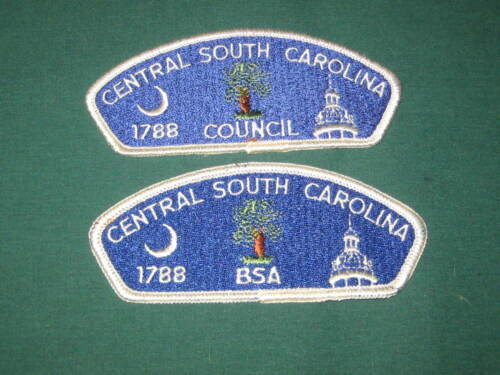 CENTRAL SOUTH CAROLINA
1788 COUNCIL
CENTRAL SOUTH CAROLINA
1788 BSA